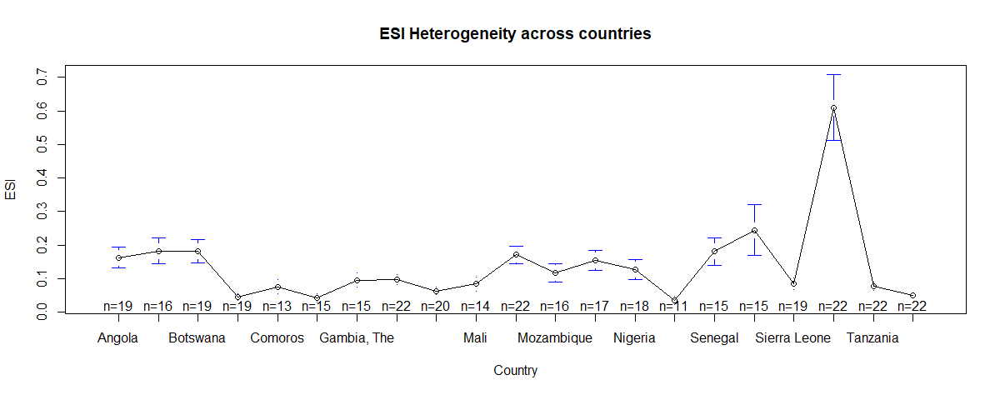 ESI Heterogeneity across countries
ESI
0.7
0.6
0.5
0.4
0.3
0.2
0.1
0.0
n=19 n=16 n=19 n=19 n=13 n=15 n=15 n=22 n=20 n=14 n=22 n=16 n=17 n=18 n=11 n=15 n=15 n=19 n=22 n=22 n=22
Angola Botswana Comoros Gambia, The Mali Mozambique Nigeria Senegal Sierra Leone Tanzania
Country